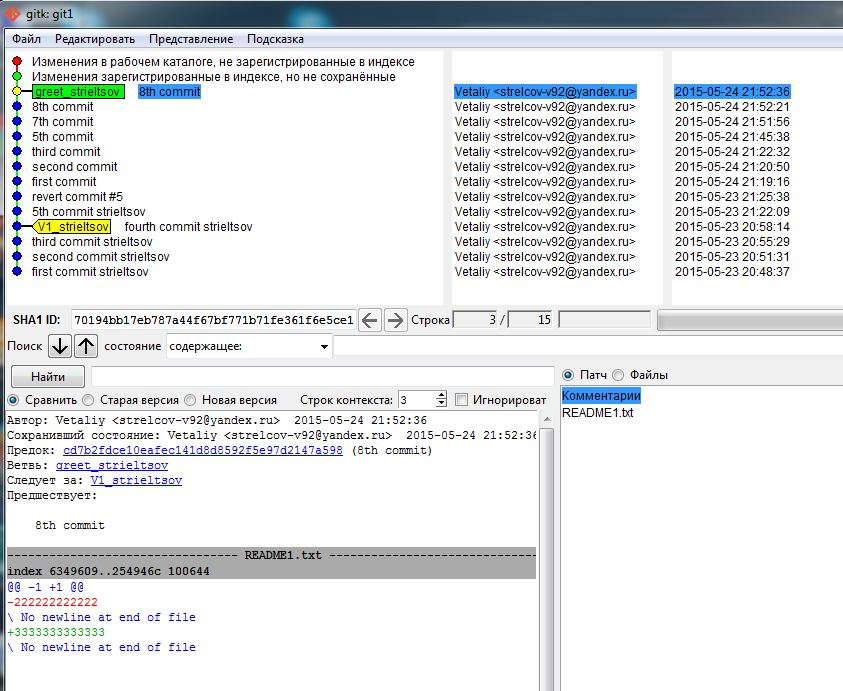 gitk: git1
Файл Редактировать Представление Подсказка
Изменения в рабочем каталоге, не зарегистрированные в индексе
Изменения зарегистрированные в индексе, но не сохранённые
greet_strieltsov 8th commit Vetaliy <strelcov-v92@yandex.ru> 2015-05-24 21:52:36
8th commit Vetaliy <strelcov-v92@yandex.ru> 2015-05-24 21:52:21
7th commit Vetaliy <strelcov-v92@yandex.ru> 2015-05-24 21:51:56
5th commit Vetaliy <strelcov-v92@yandex.ru> 2015-05-24 21:45:38
third commit Vetaliy <strelcov-v92@yandex.ru> 2015-05-24 21:22:32
second commit Vetaliy <strelcov-v92@yandex.ru> 2015-05-24 21:20:50
first commit Vetaliy <strelcov-v92@yandex.ru> 2015-05-24 21:19:16
revert commit #5 Vetaliy <strelcov-v92@yandex.ru> 2015-05-23 21:25:38
5th commit strieltsov Vetaliy <strelcov-v92@yandex.ru> 2015-05-23 21:22:09
V1_strieltsov fourth commit strieltsov Vetaliy <strelcov-v92@yandex.ru> 2015-05-23 20:58:14
third commit strieltsov Vetaliy <strelcov-v92@yandex.ru> 2015-05-23 20:55:29
second commit strieltsov Vetaliy <strelcov-v92@yandex.ru> 2015-05-23 20:51:31
first commit strieltsov Vetaliy <strelcov-v92@yandex.ru> 2015-05-23 20:48:37
SHA1 ID: 70194bb17eb787a44f67bf771b71fe361f6e5ce1 Строка 3 / 15
Поиск состояние содержащее:
Найти
Патч Файлы
Сравнить Старая версия Новая версия Строк контекста: 3 Игнорироват
Комментарии
README1.txt
Автор: Vetaliy <strelcov-v92@yandex.ru> 2015-05-24 21:52:36
Сохранивший состояние: Vetaliy <strelcov-v92@yandex.ru> 2015-05-24 21:52:36
Предок: cd7b2fdce10eafec141d8d8592f5e97d2147a598 (8th commit)
Ветвь: greet_strieltsov
Следует за: V1_strieltsov
Предшествует:
8th commit
--------------------------------- README1.txt ---------------------------------
index 6349609..254946c 100644
@@ -1 +1 @@
-222222222222
\ No newline at end of file
+3333333333333
\ No newline at end of file